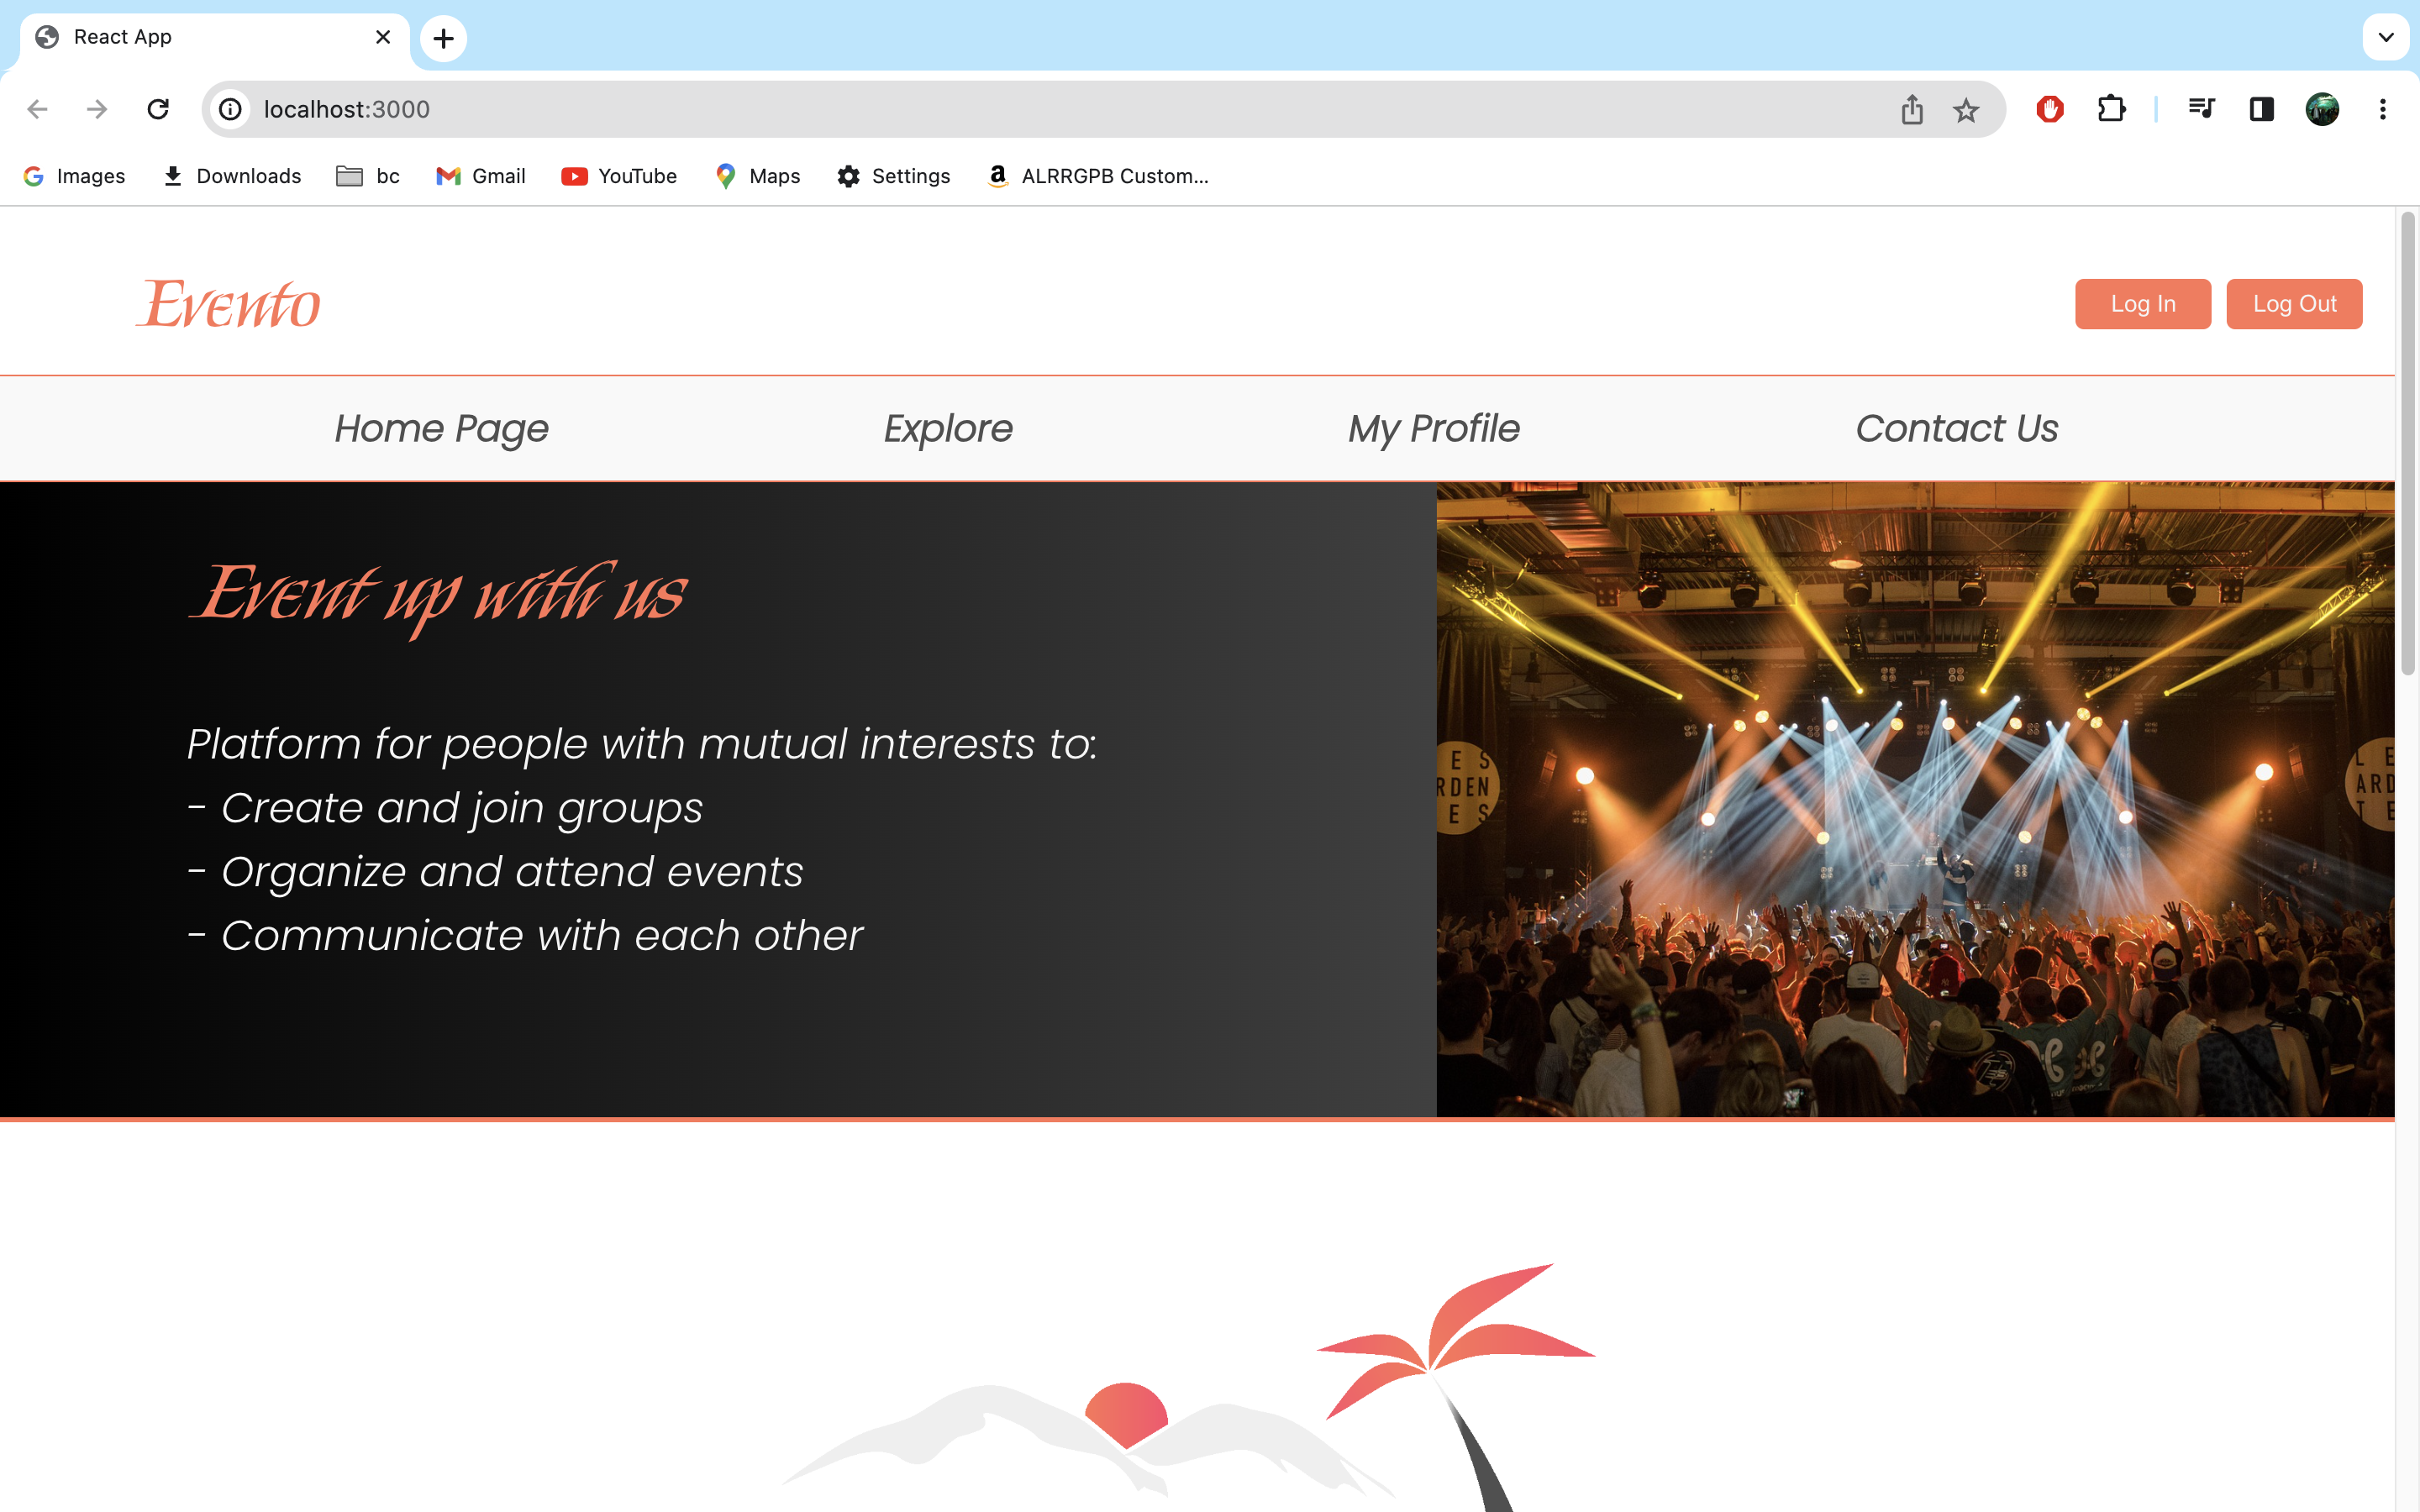 React App
localhost:3000
Images Downloads bc Gmail YouTube Maps Settings ALRRGPB Custom...
Evento
Log In Log Out
Home Page Explore My Profile Contact Us
Event up with us
Platform for people with mutual interests to:
- Create and join groups
- Organize and attend events
- Communicate with each other
E S
RDEN
E S
L E
ARD
T E